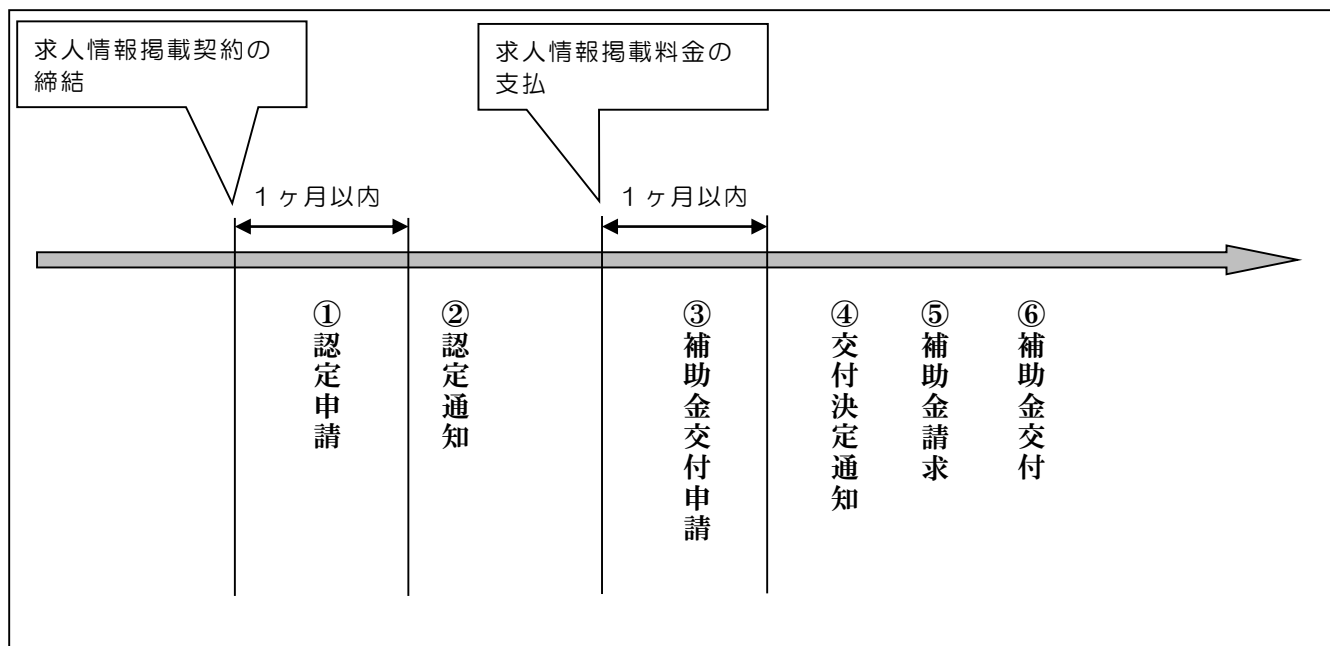 求人情報掲載契約の
締結
求人情報掲載料金の
支払
１ヶ月以内
１ヶ月以内
①認定申請
②認定通知
③補助金交付申請
④交付決定通知
⑤補助金請求
⑥補助金交付